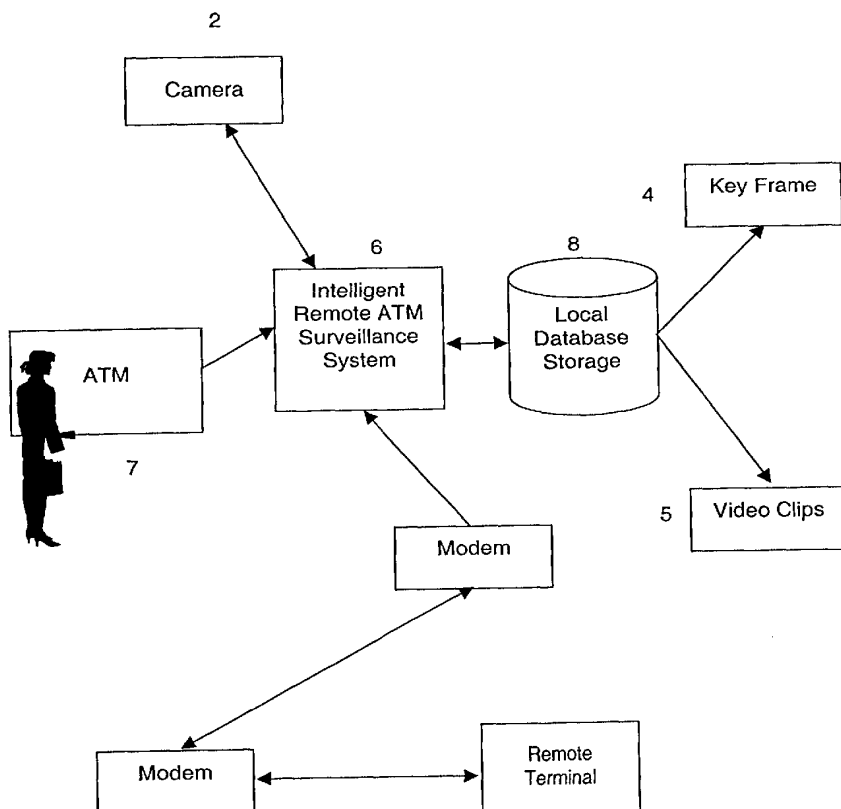 2
Camera
4
Key Frame
6
Intelligent
Remote ATM
Surveillance
System
8
Local
Database
Storage
ATM
7
5
Video Clips
Modem
Modem
Remote
Terminal